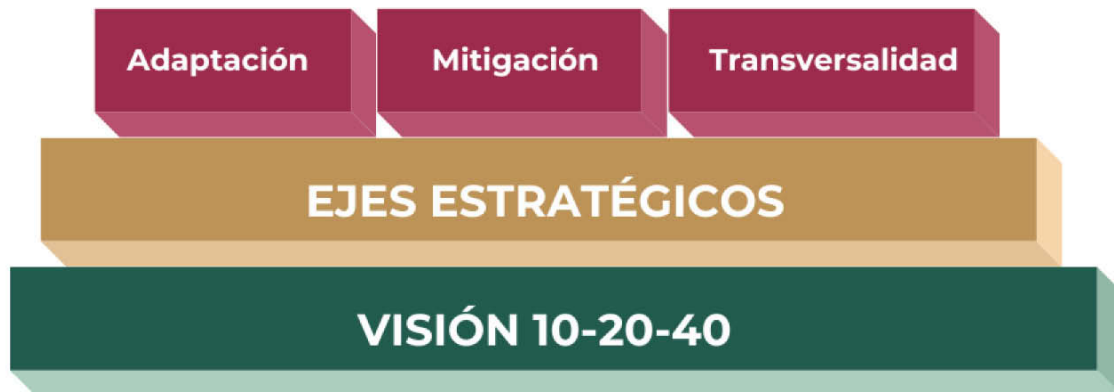 Adaptación
Mitigación
Transversalidad
EJES ESTRATÉGICOS
VISIÓN 10-20-40